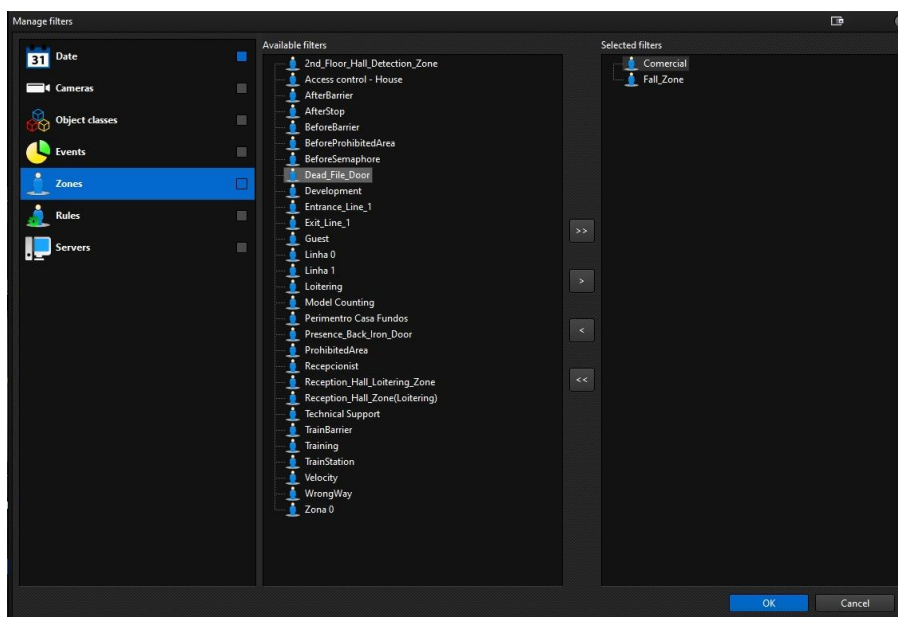 Manage filters
31 Date
Cameras
Object classes
Events
Zones
Rules
Servers
Available filters
2nd_Floor_Hall_Detection_Zone
Access control - House
AfterBarrier
AfterStop
BeforeBarrier
BeforeProhibitedArea
BeforeSemaphore
Dead_File_Door
Development
Entrance_Line_1
Exit_Line_1
Guest
Linha 0
Linha 1
Loitering
Model Counting
Perimentro Casa Fundos
Presence_Back_Iron_Door
ProhibitedArea
Recepcionist
Reception_Hall_Loitering_Zone
Reception_Hall_Zone(Loitering)
Technical Support
TrainBarrier
Training
TrainStation
Velocity
WrongWay
Zona 0
>>
>
<
<<
Selected filters
Comercial
Fall_Zone
OK
Cancel